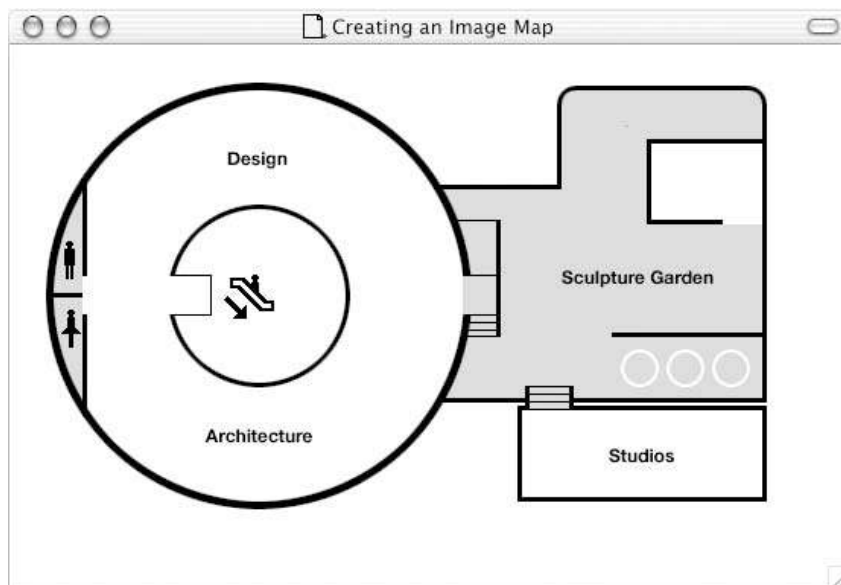 Creating an Image Map
Design
Sculpture Garden
Architecture
Studios